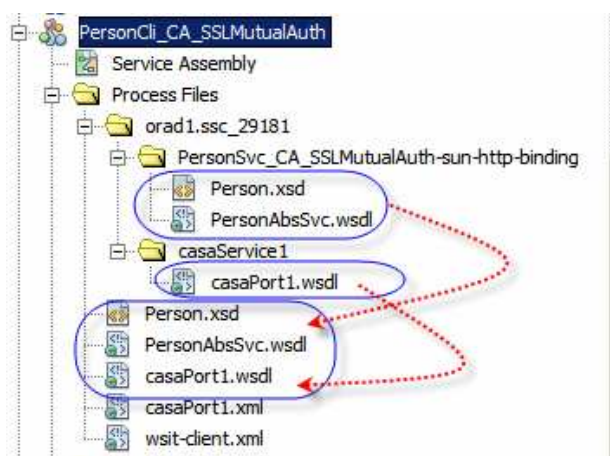 PersonCli_CA_SSLMutualAuth
Service Assembly
Process Files
orad1.ssc_29181
PersonSvc_CA_SSLMutualAuth-sun-http-binding
Person.xsd
PersonAbsSvc.wsdl
casaService1
casaPort1.wsdl
Person.xsd
PersonAbsSvc.wsdl
casaPort1.wsdl
casaPort1.xml
wsit-client.xml